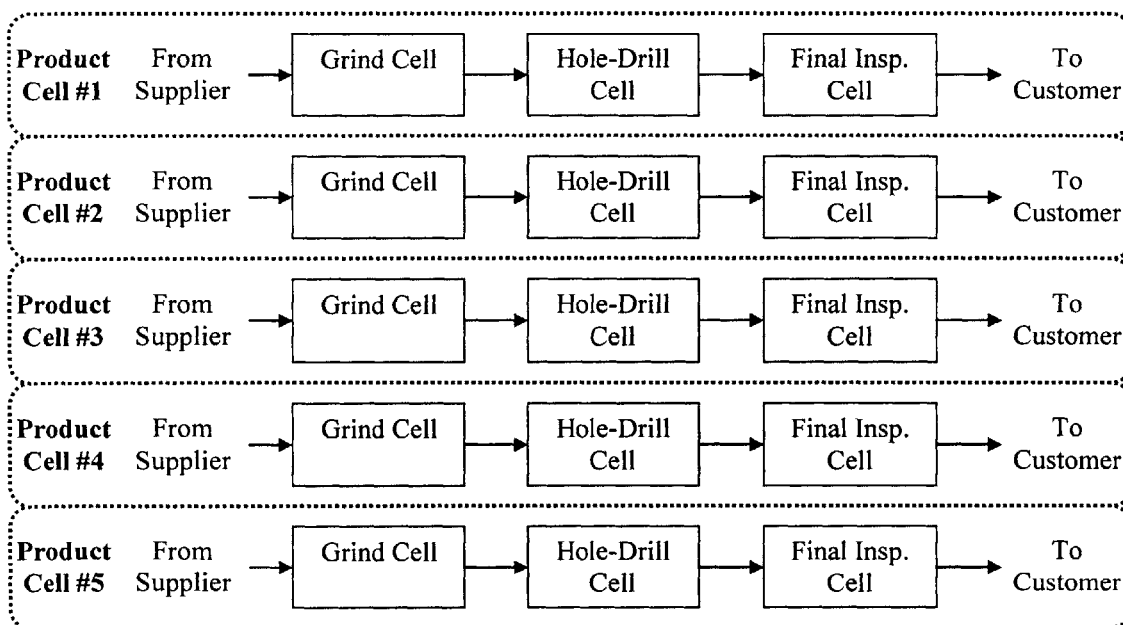 Product From Grind Cell Hole-Drill Final Insp. To
Cell #1 Supplier Cell Cell Customer
Product From Grind Cell Hole-Drill Final Insp. To
Cell #2 Supplier Cell Cell Customer
Product From Grind Cell Hole-Drill Final Insp. To
Cell #3 Supplier Cell Cell Customer
Product From Grind Cell Hole-Drill Final Insp. To
Cell #4 Supplier Cell Cell Customer
Product From Grind Cell Hole-Drill Final Insp. To
Cell #5 Supplier Cell Cell Customer